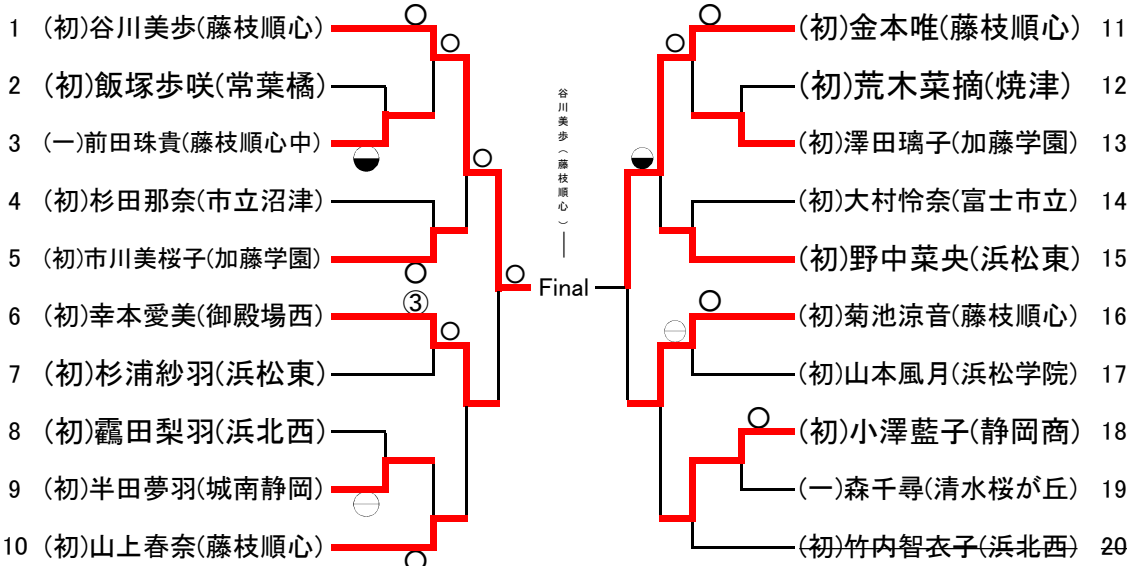 1 (初)谷川美歩(藤枝順心)
2 (初)飯塚歩咲(常葉橘)
3 (一)前田珠貴(藤枝順心中)
4 (初)杉田那奈(市立沼津)
5 (初)市川美桜子(加藤学園)
③
6 (初)幸本愛美(御殿場西)
7 (初)杉浦紗羽(浜松東)
8 (初)靍田梨羽(浜北西)
9 (初)半田夢羽(城南静岡)
10 (初)山上春奈(藤枝順心)
谷川美歩(藤枝順心)
Final
(初)金本唯(藤枝順心) 11
(初)荒木菜摘(焼津) 12
(初)澤田璃子(加藤学園) 13
(初)大村怜奈(富士市立) 14
(初)野中菜央(浜松東) 15
(初)菊池涼音(藤枝順心) 16
(初)山本風月(浜松学院) 17
(初)小澤藍子(静岡商) 18
(一)森千尋(清水桜が丘) 19
(初)竹内智衣子(浜北西) 20